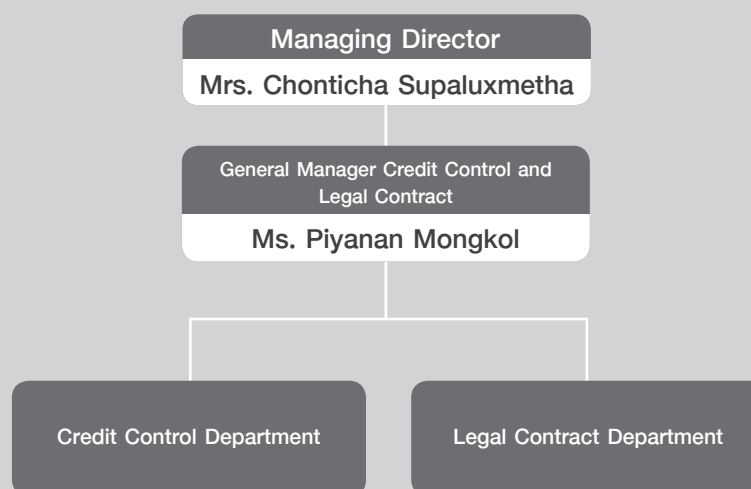 Managing Director
Mrs. Chonticha Supaluxmetha
General Manager Credit Control and
Legal Contract
Ms. Piyanan Mongkol
Credit Control Department
Legal Contract Department